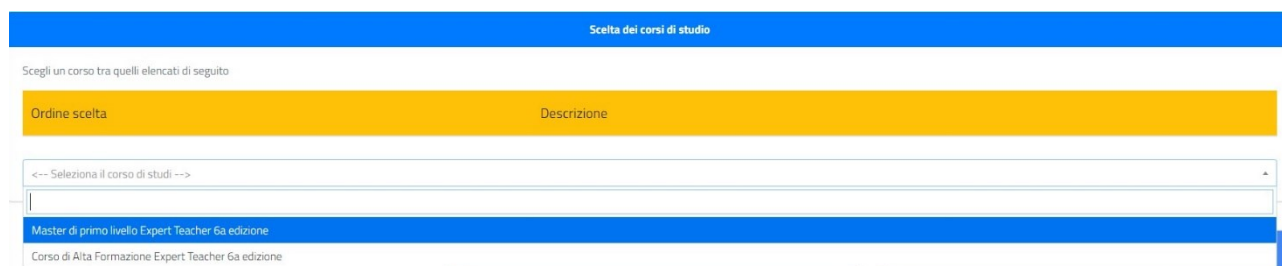 Scelta dei corsi di studio
Scegli un corso tra quelli elencati di seguito
Ordine scelta Descrizione
<-- Seleziona il corso di studi -->
Master di primo livello Expert Teacher 6a edizione
Corso di Alta Formazione Expert Teacher 6a edizione